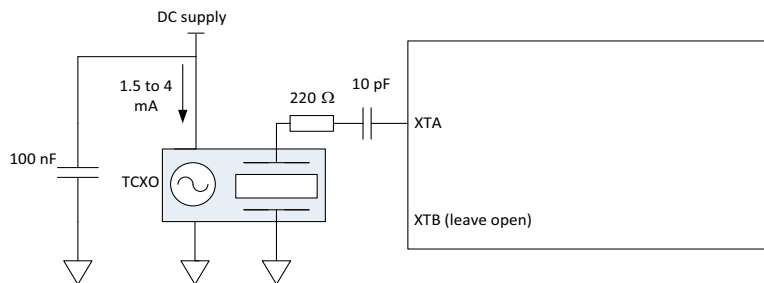 DC supply
1.5 to 4
mA
10 pF
220 Ω
XTA
100 nF
TCXO
XTB (leave open)